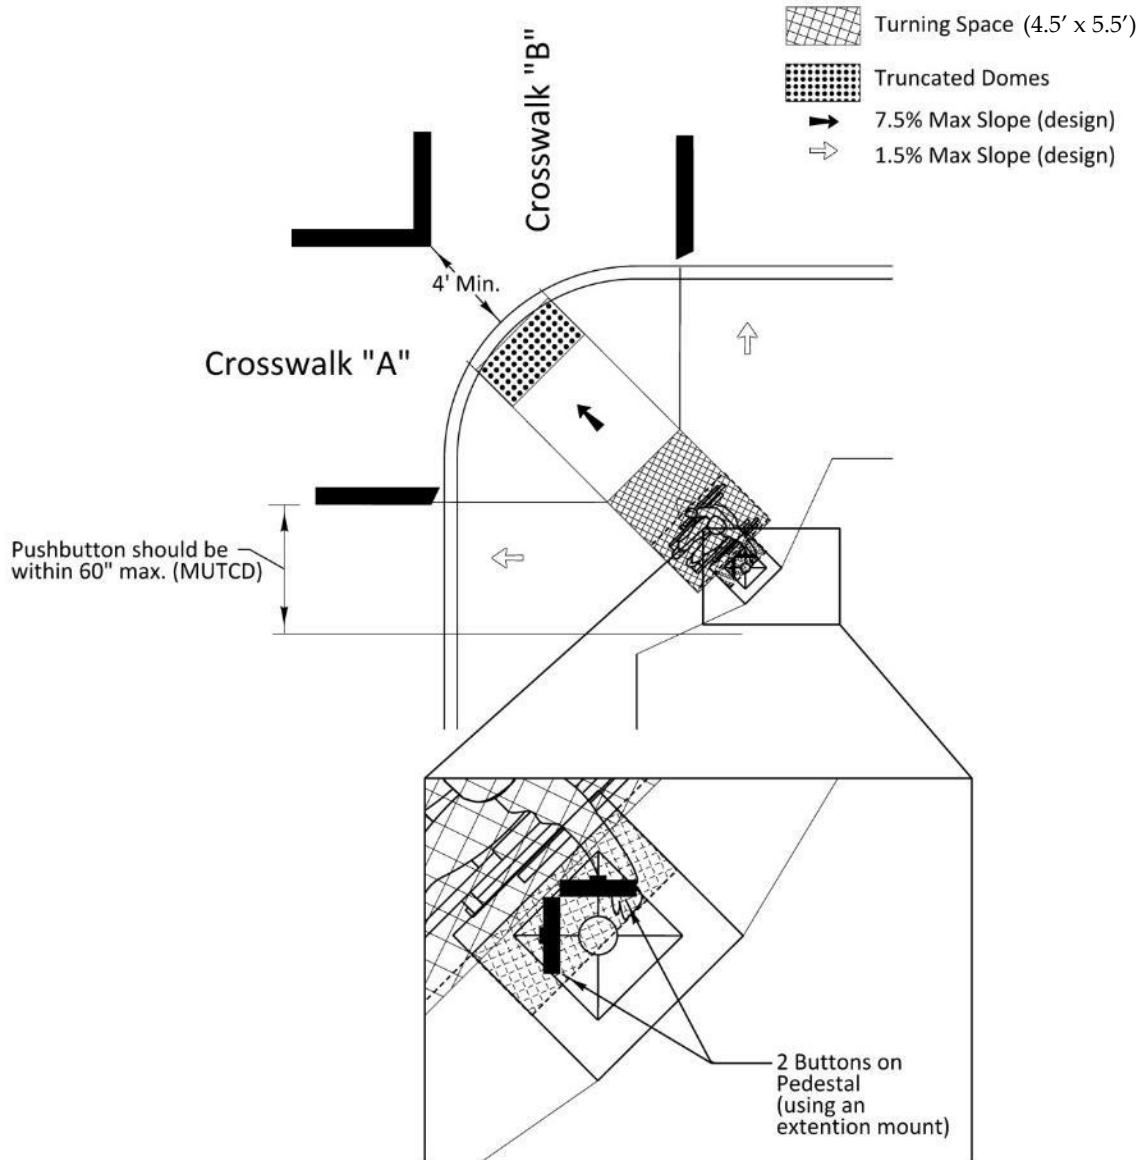 Turning Space (4.5' x 5.5')
Truncated Domes
7.5% Max Slope (design)
1.5% Max Slope (design)
Crosswalk "B"
4' Min.
Crosswalk "A"
Pushbutton should be
within 60" max. (MUTCD)
2 Buttons on
Pedestal
(using an
extention mount)